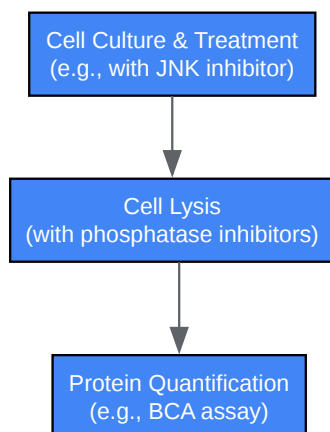 Cell Culture & Treatment
(e.g., with JNK inhibitor)
Cell Lysis
(with phosphatase inhibitors)
Protein Quantification
(e.g., BCA assay)